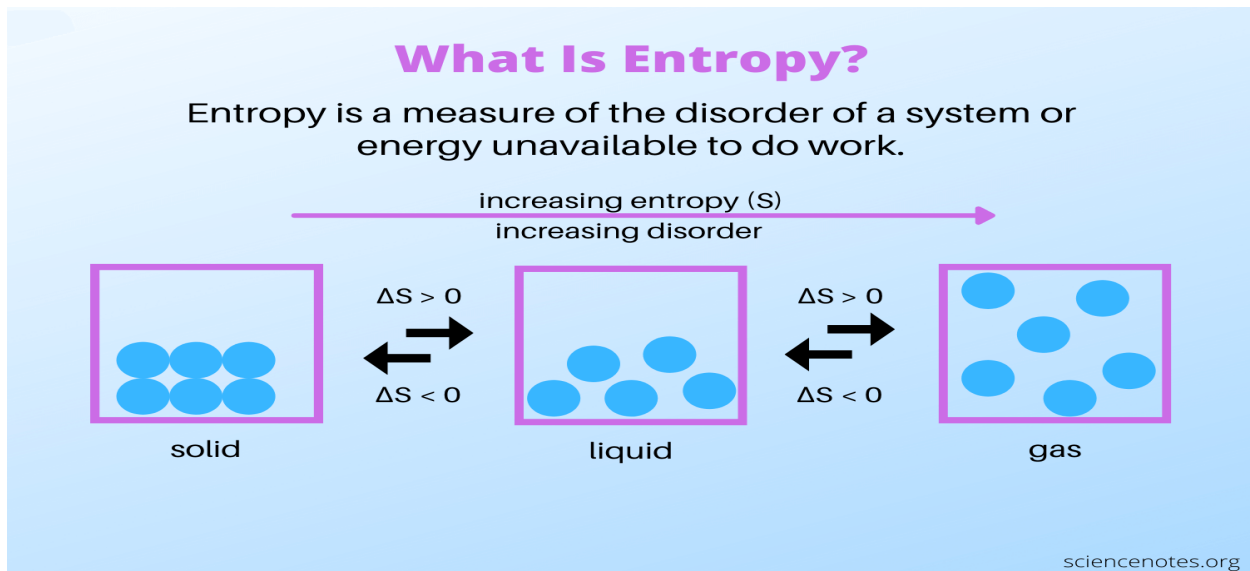 What Is Entropy?
Entropy is a measure of the disorder of a system or
energy unavailable to do work.
increasing entropy (S)
increasing disorder
ΔS > 0
ΔS < 0
ΔS > 0
ΔS < 0
solid
liquid
gas
sciencenotes.org